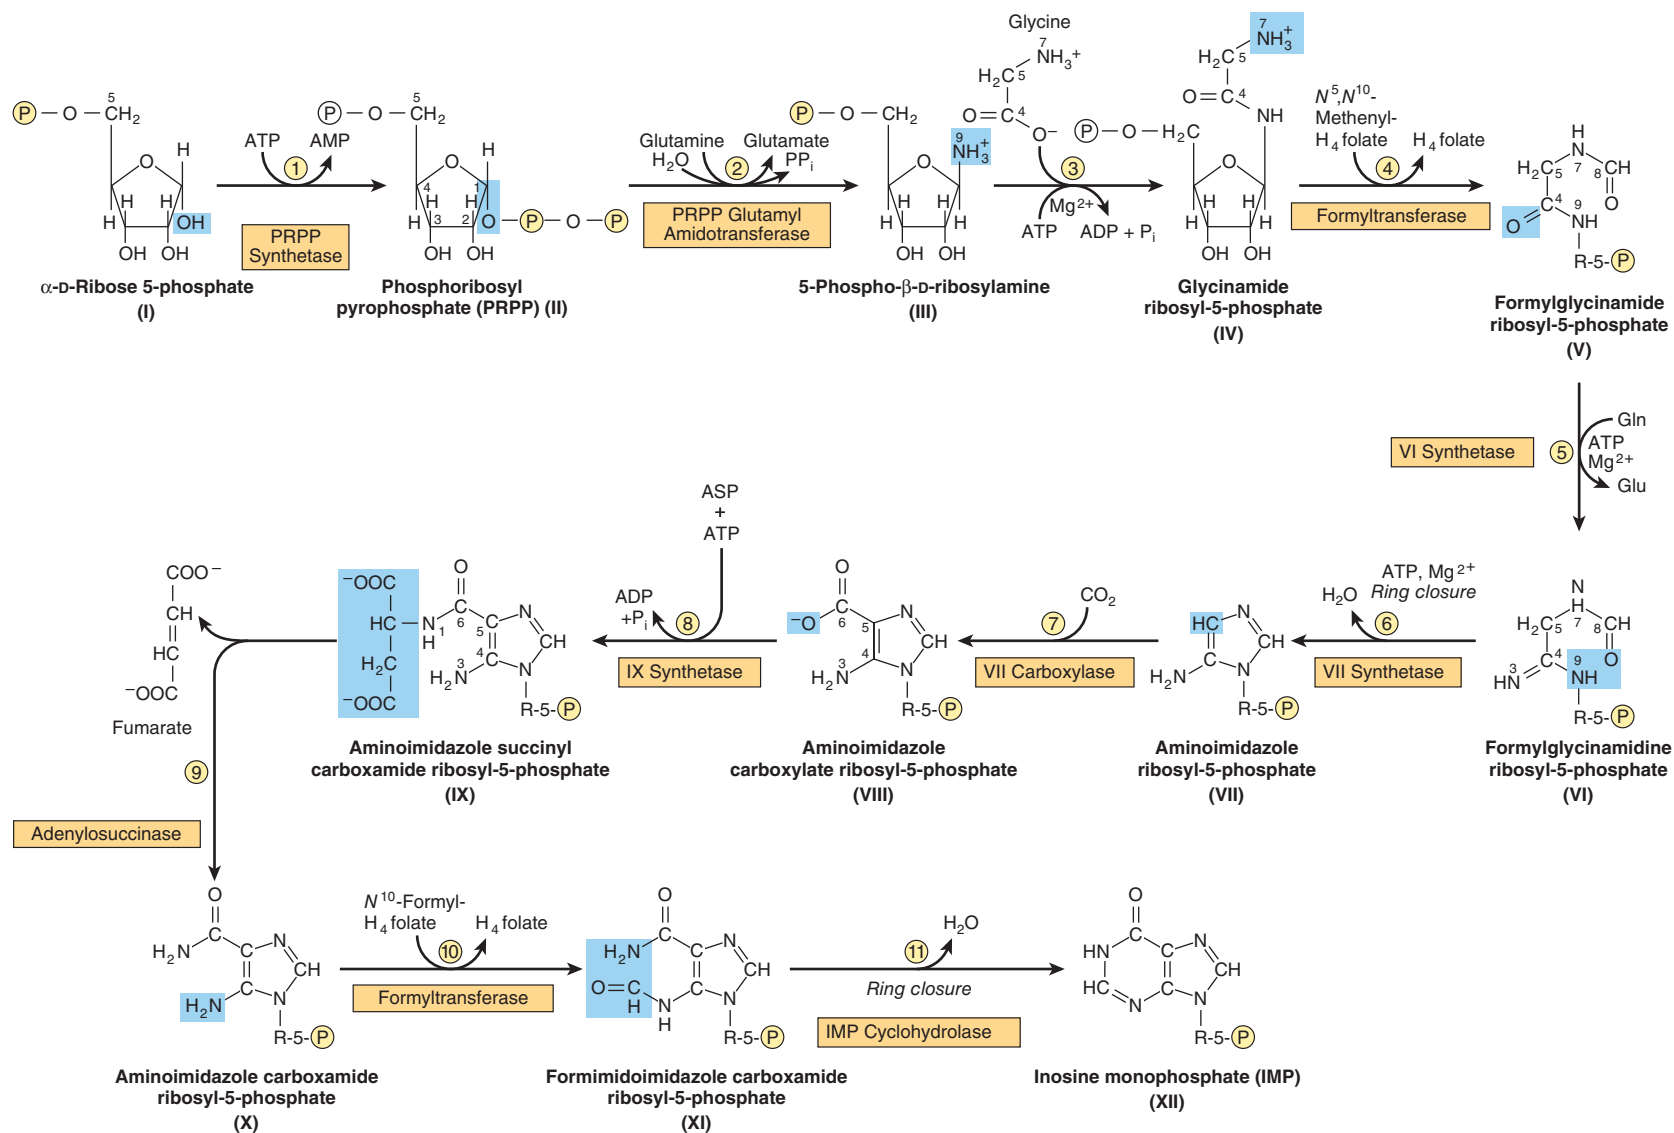 Glycine
7
NH3+
H2C 5
O=C 4
O−
7
NH3+
H2C 5
O=C 4
NH
P–O–H2C
H H H H
OH OH
P–O–CH2
5
O
H
H H H
OH
OH OH
ATP
AMP
1
PRPP
Synthetase
P–O–CH2
5
O
H
4 1
H H H
3 2
O–P–O–P
OH OH
Glutamine
H2O
Glutamate
PPi
2
PRPP Glutamyl
Amidotransferase
P–O–CH2
O
9
NH3+
H H H H
OH OH
3
Mg2+
ATP
ADP + Pi
N5,N10-
Methenyl-
H4 folate
H4 folate
4
Formyltransferase
H
N
7
H2C 5
CH
8
O
O
C 4
9
NH
R-5-P
α-D-Ribose 5-phosphate
(I)
Phosphoribosyl
pyrophosphate (PRPP) (II)
5-Phospho-β-D-ribosylamine
(III)
Glycinamide
ribosyl-5-phosphate
(IV)
Formylglycinamide
ribosyl-5-phosphate
(V)
VI Synthetase
5
Gln
ATP
Mg2+
Glu
N
H
7
H2C 5
CH
8
O
3
HN
C 4
9
NH
R-5-P
Formylglycinamidine
ribosyl-5-phosphate
(VI)
ATP, Mg2+
Ring closure
H2O
6
VII Synthetase
HC
N
CH
C
N
H2N
R-5-P
Aminoimidazole
ribosyl-5-phosphate
(VII)
CO2
7
VII Carboxylase
O
−O
C
6
C 5
N
CH
4
C
3
H2N
N
R-5-P
Aminoimidazole
carboxylate ribosyl-5-phosphate
(VIII)
ASP
+
ATP
ADP
+Pi
8
IX Synthetase
−OOC
HC
H2C
−OOC
N
H 1
O
C
6
5 C
N
CH
4
C
3
H2N
N
R-5-P
Aminoimidazole succinyl
carboxamide ribosyl-5-phosphate
(IX)
COO−
CH
HC
−OOC
Fumarate
9
Adenylosuccinase
O
H2N
C
C
N
CH
H2N
C
N
R-5-P
Aminoimidazole carboxamide
ribosyl-5-phosphate
(X)
N10-Formyl-
H4 folate
H4 folate
10
Formyltransferase
O
H2N
C
C
N
CH
O=C
H
N
H
C
N
R-5-P
Formimidoimidazole carboxamide
ribosyl-5-phosphate
(XI)
H2O
11
Ring closure
IMP Cyclohydrolase
O
HN
C
C
N
CH
HC
N
C
N
R-5-P
Inosine monophosphate (IMP)
(XII)